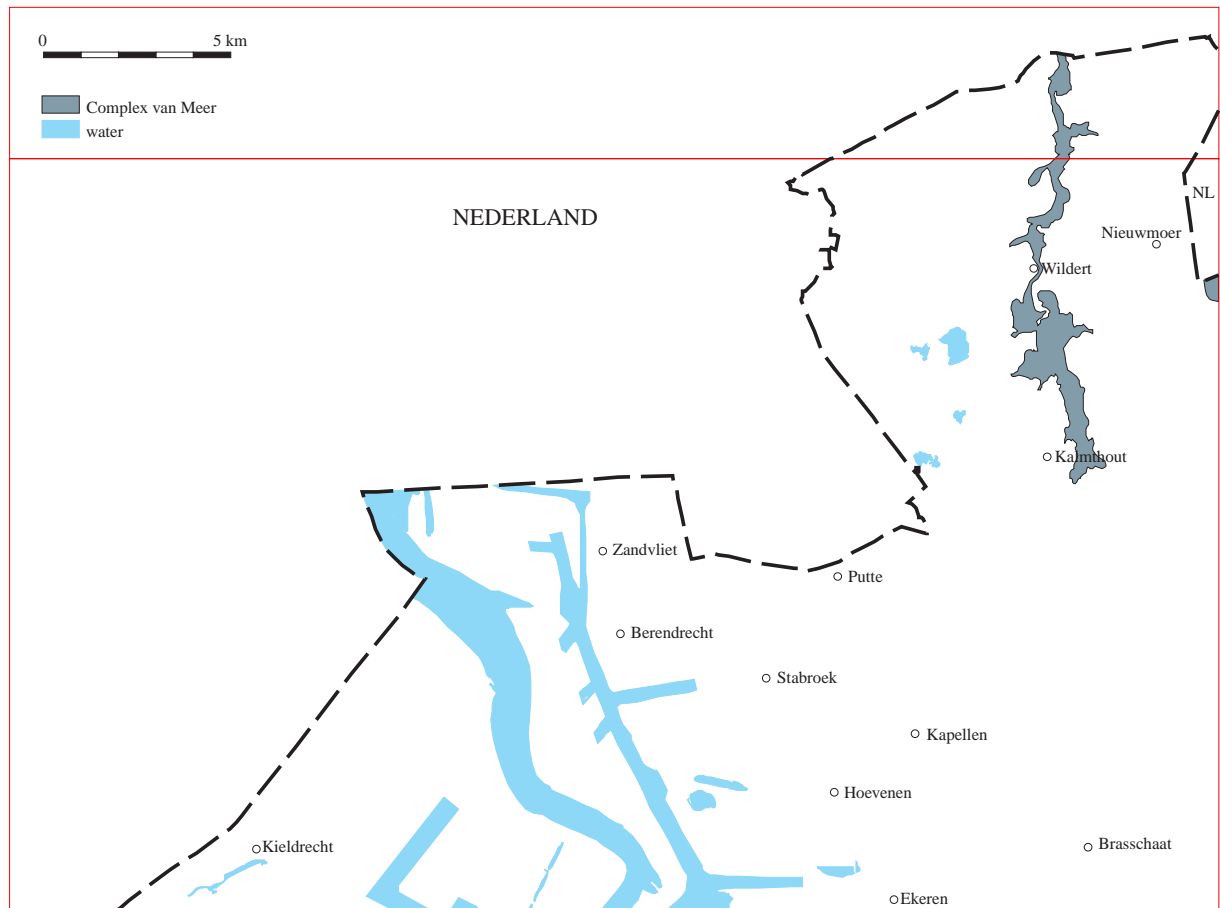 0 5 km
Complex van Meer
water
NL
NEDERLAND
Nieuwmoer
Wildert
Kalmthout
Zandvliet
Putte
Berendrecht
Stabroek
Kapellen
Hoevenen
Kieldrecht
Brasschaat
Ekeren